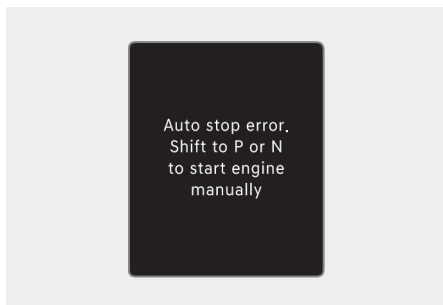 Auto stop error.
Shift to P or N
to start engine
manually